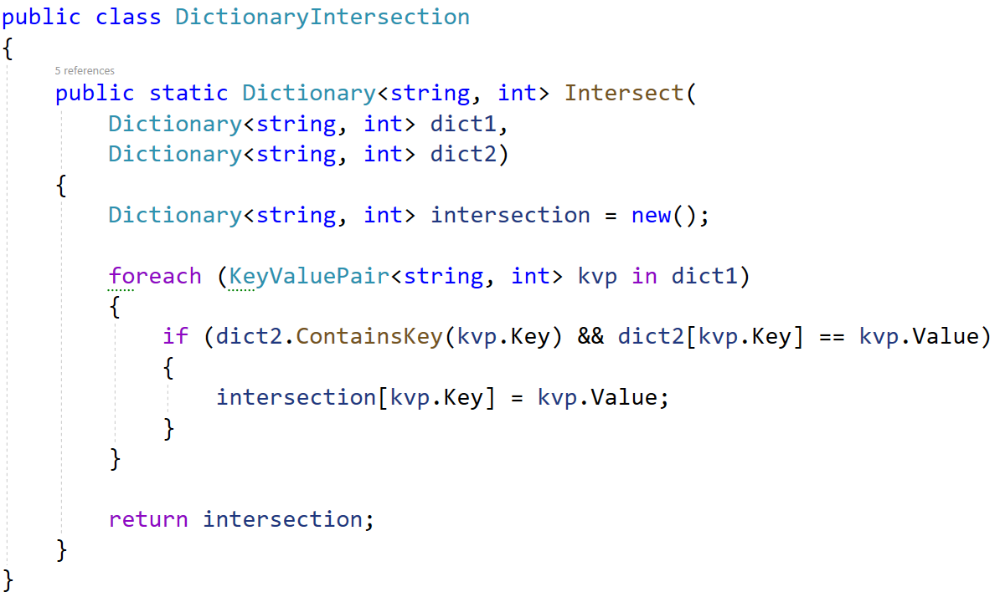 public class DictionaryIntersection
{
5 references
public static Dictionary<string, int> Intersect(
Dictionary<string, int> dict1,
Dictionary<string, int> dict2)
{
Dictionary<string, int> intersection = new();
foreach (KeyValuePair<string, int> kvp in dict1)
{
if (dict2.ContainsKey(kvp.Key) && dict2[kvp.Key] == kvp.Value)
{
intersection[kvp.Key] = kvp.Value;
}
}
return intersection;
}
}